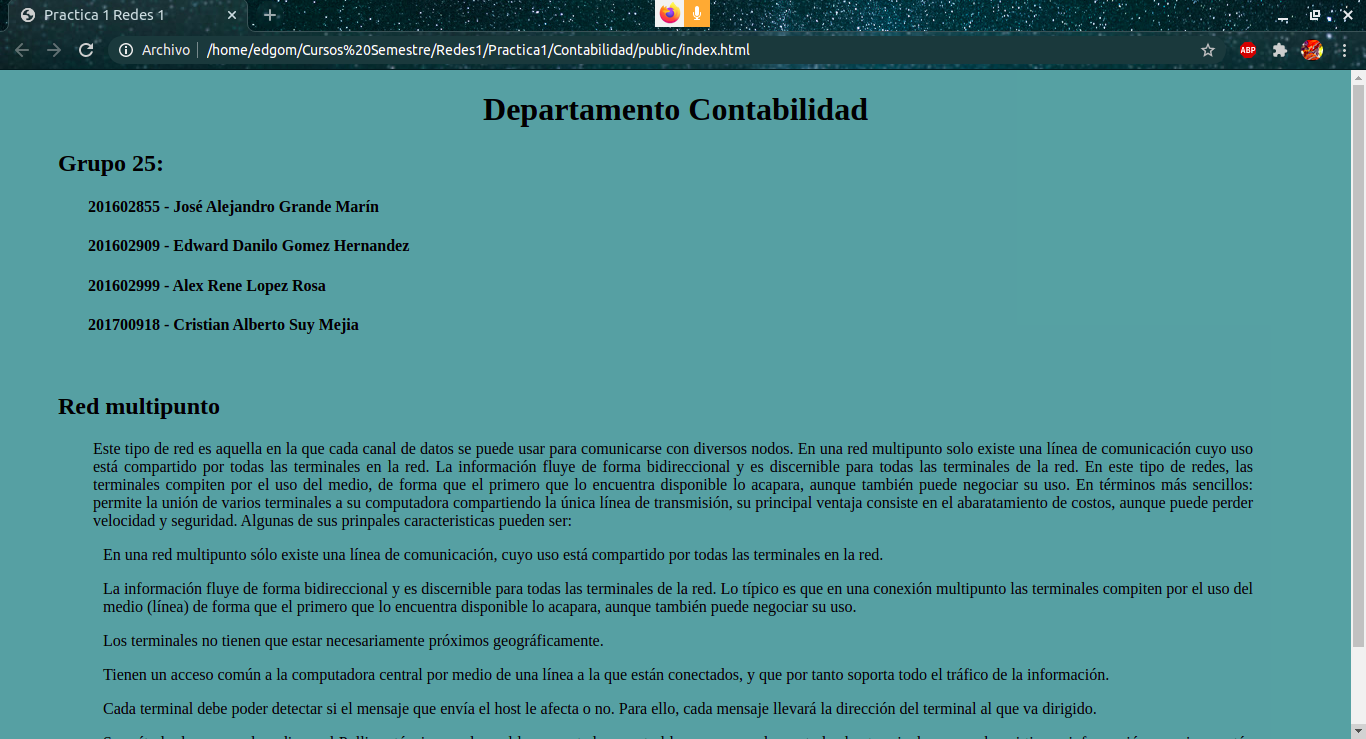 Practica 1 Redes 1
Archivo /home/edgom/Cursos%20Semestre/Redes1/Practica1/Contabilidad/public/index.html
ABP
Departamento Contabilidad
Grupo 25:
201602855 - José Alejandro Grande Marín
201602909 - Edward Danilo Gomez Hernandez
201602999 - Alex Rene Lopez Rosa
201700918 - Cristian Alberto Suy Mejia
Red multipunto
Este tipo de red es aquella en la que cada canal de datos se puede usar para comunicarse con diversos nodos. En una red multipunto solo existe una línea de comunicación cuyo uso
está compartido por todas las terminales en la red. La información fluye de forma bidireccional y es discernible para todas las terminales de la red. En este tipo de redes, las
terminales compiten por el uso del medio, de forma que el primero que lo encuentra disponible lo acapara, aunque también puede negociar su uso. En términos más sencillos:
permite la unión de varios terminales a su computadora compartiendo la única línea de transmisión, su principal ventaja consiste en el abaratamiento de costos, aunque puede perder
velocidad y seguridad. Algunas de sus prinpales caracteristicas pueden ser:
En una red multipunto sólo existe una línea de comunicación, cuyo uso está compartido por todas las terminales en la red.
La información fluye de forma bidireccional y es discernible para todas las terminales de la red. Lo típico es que en una conexión multipunto las terminales compiten por el uso del
medio (línea) de forma que el primero que lo encuentra disponible lo acapara, aunque también puede negociar su uso.
Los terminales no tienen que estar necesariamente próximos geográficamente.
Tienen un acceso común a la computadora central por medio de una línea a la que están conectados, y que por tanto soporta todo el tráfico de la información.
Cada terminal debe poder detectar si el mensaje que envía el host le afecta o no. Para ello, cada mensaje llevará la dirección del terminal al que va dirigido.